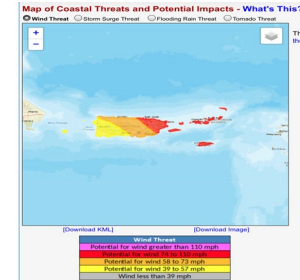 Map of Coastal Threats and Potential Impacts - What's This?
Wind Threat Storm Surge Threat Flooding Rain Threat Tornado Threat
+
−
Th
the
[Download KML] [Download Image]
Wind Threat
Potential for wind greater than 110 mph
Potential for wind 74 to 110 mph
Potential for wind 58 to 73 mph
Potential for wind 39 to 57 mph
Wind less than 39 mph